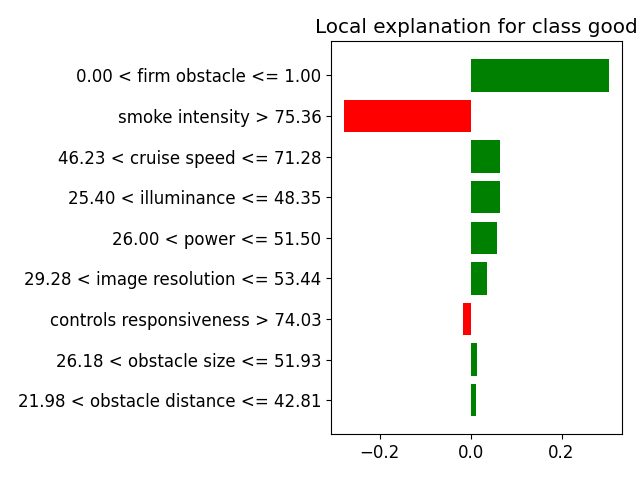 Local explanation for class good
0.00 < firm obstacle <= 1.00
smoke intensity > 75.36
46.23 < cruise speed <= 71.28
25.40 < illuminance <= 48.35
26.00 < power <= 51.50
29.28 < image resolution <= 53.44
controls responsiveness > 74.03
26.18 < obstacle size <= 51.93
21.98 < obstacle distance <= 42.81
−0.2 0.0 0.2